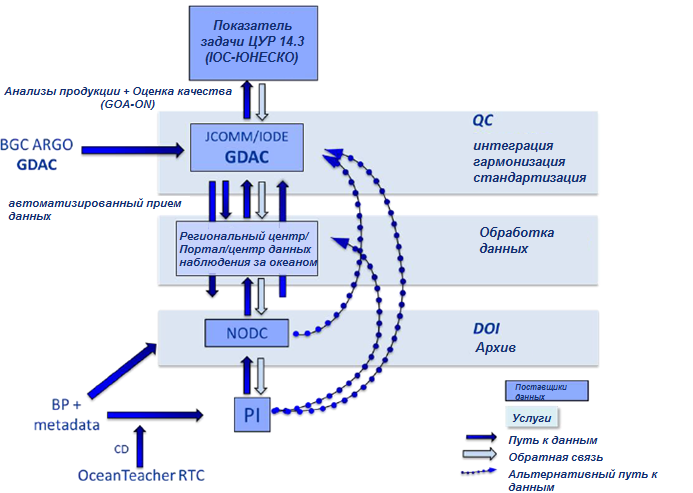 Показатель
задачи ЦУР 14.3
(IOC-ЮНЕСКО)
Анализы продукции + Оценка качества
(GOA-ON)
QC
JCOMM/IODE
GDAC
BGC ARGO
GDAC
интеграция
гармонизация
стандартизация
автоматизированный прием
данных
Региональный центр/
Портал/центр данных
наблюдения за океаном
Обработка
данных
NODC
DOI
Архив
BP +
metadata
PI
CD
OceanTeacher RTC
Поставщики
данных
Услуги
Путь к данным
Обратная связь
Альтернативный путь к
данным